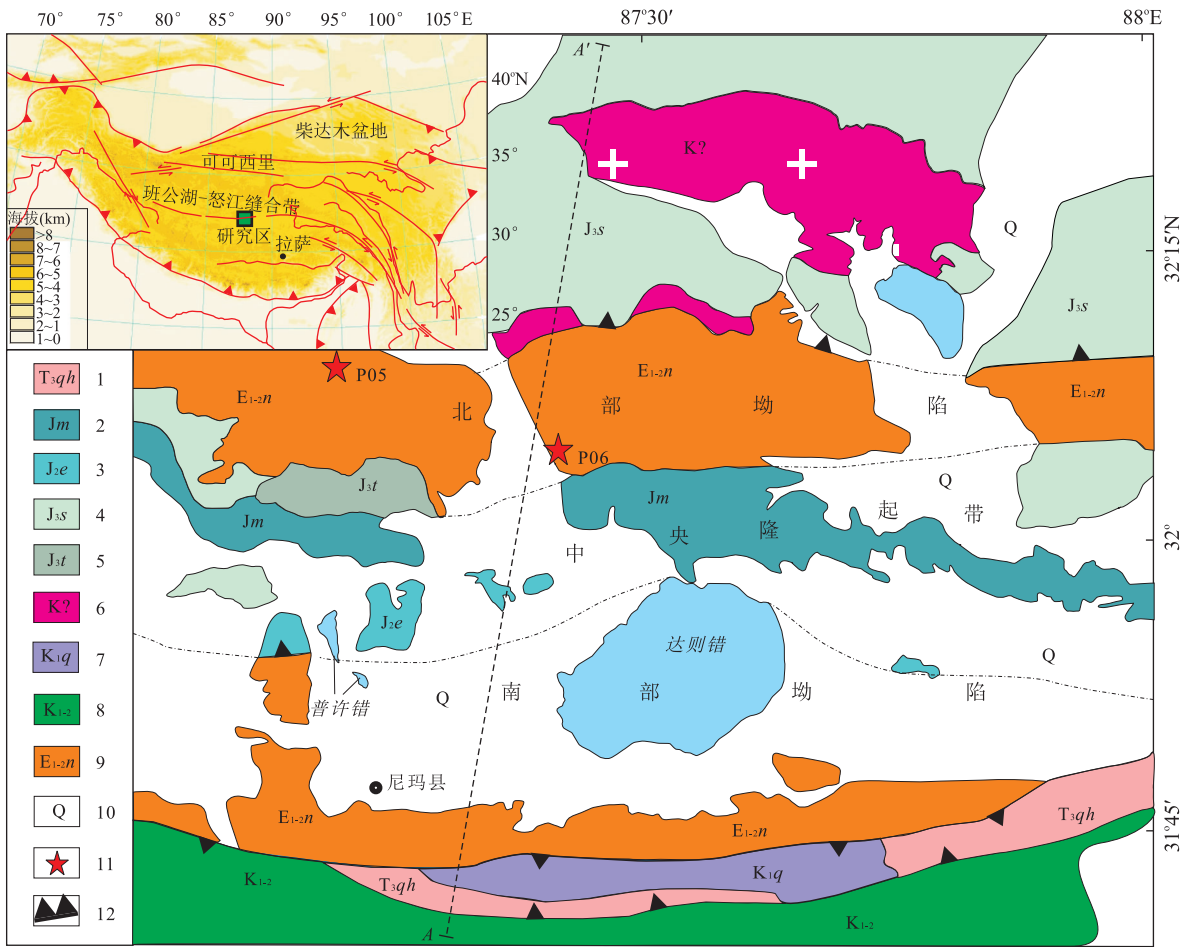 70° 75° 80° 85° 90° 95° 100° 105°E
87°30′ 88°E
A′
40°N
35°
30°
25°
柴达木盆地
可可西里
班公湖~怒江缝合带
研究区
拉萨
海拔(km)
>8
8~7
7~6
6~5
5~4
4~3
3~2
2~1
1~0
K?
J3s
Q
32°15′N
J3s
T3qh 1
Jm 2
J2e 3
J3s 4
J3t 5
K? 6
K1q 7
K1-2 8
E1-2n 9
Q 10
11
12
P05
E1-2n
E1-2n
E1-2n
北 部 坳 陷
P06
J3t
Jm
Jm
Q
中 央 隆 起 带
32°
J2e
达则错
Q
普许错
Q
南 部 坳 陷
尼玛县
E1-2n
E1-2n
T3qh
31°45′
K1-2
T3qh
K1q
K1-2
A